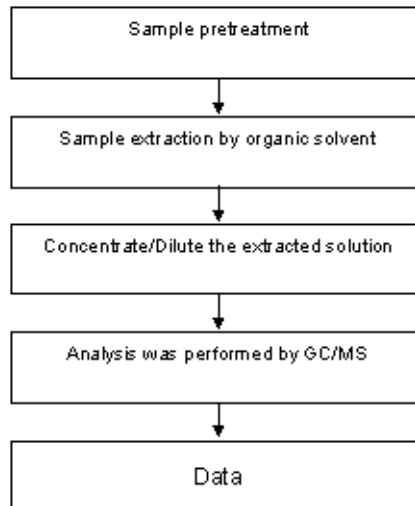 Sample pretreatment
Sample extraction by organic solvent
Concentrate/Dilute the extracted solution
Analysis was performed by GC/MS
Data